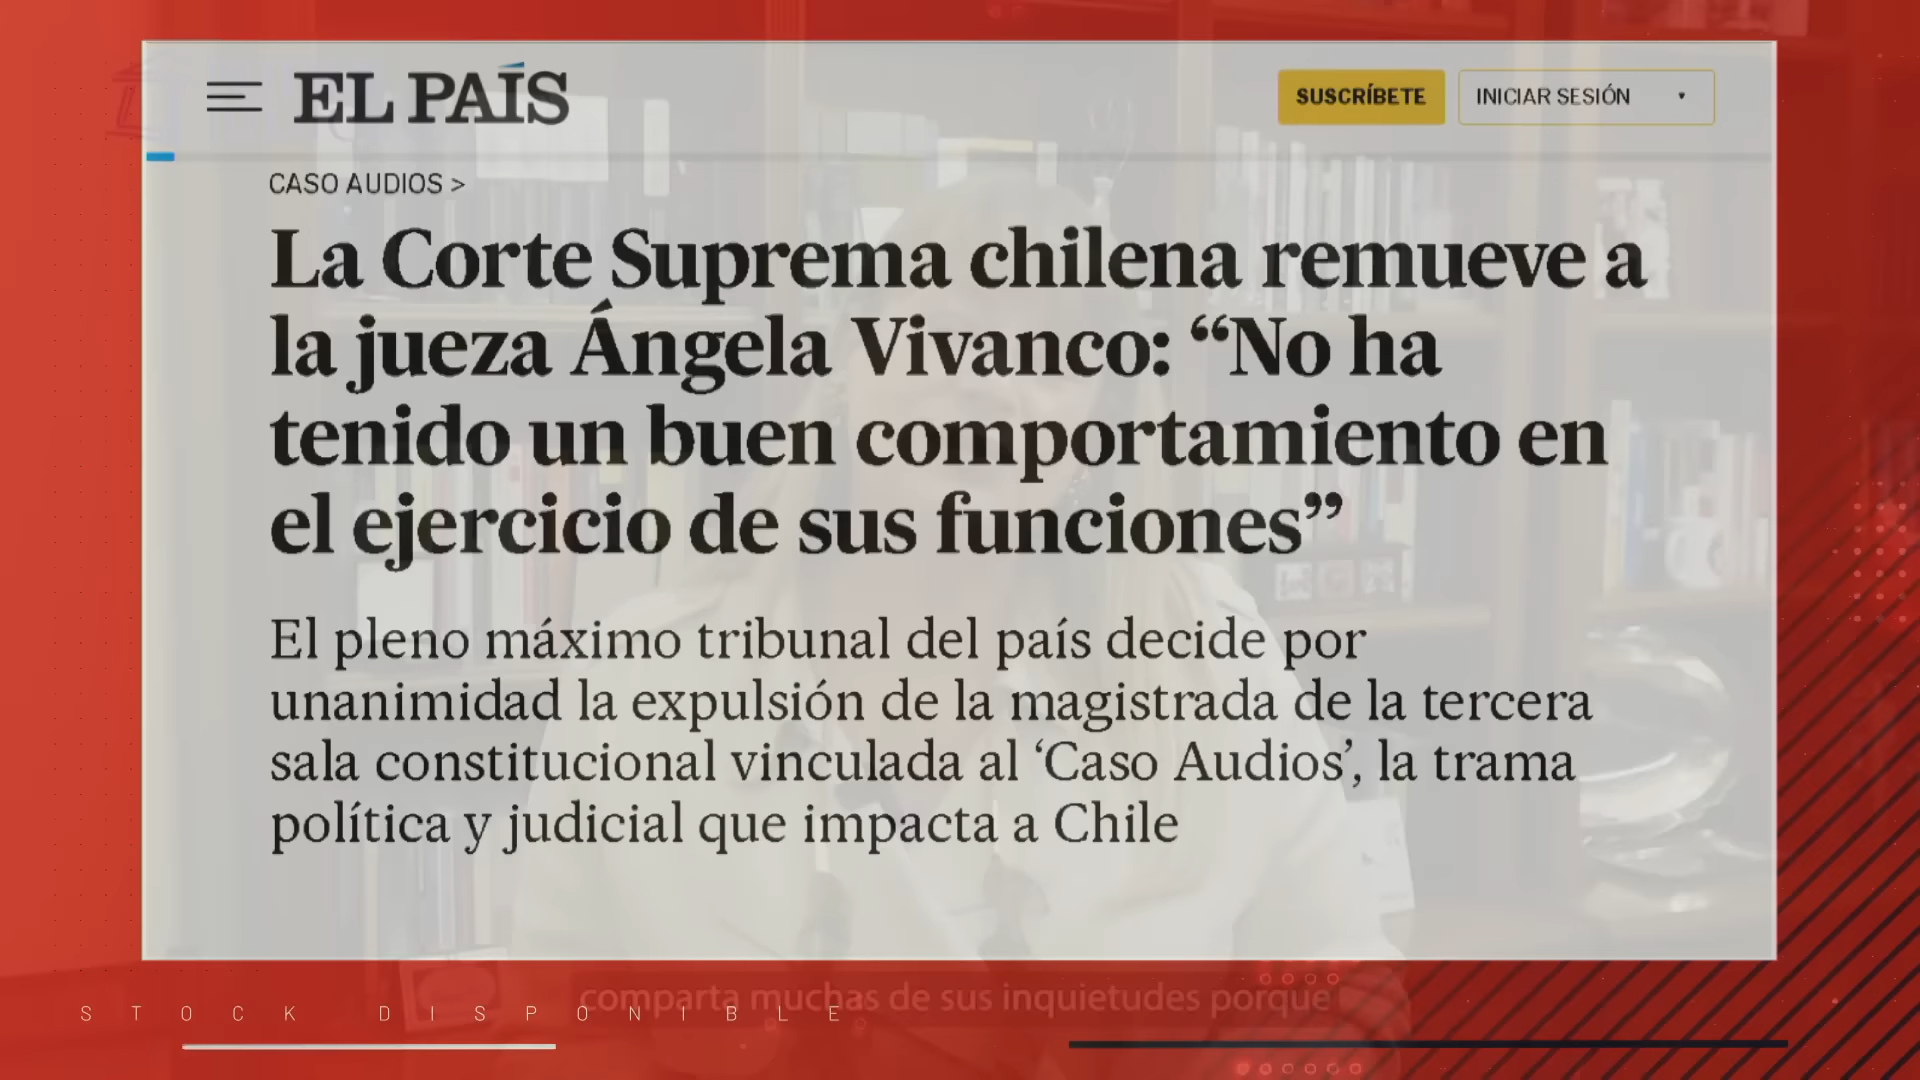 EL PAÍS
SUSCRÍBETE
INICIAR SESIÓN
CASO AUDIOS >
La Corte Suprema chilena remueve a
la jueza Ángela Vivanco: “No ha
tenido un buen comportamiento en
el ejercicio de sus funciones”
El pleno máximo tribunal del país decide por
unanimidad la expulsión de la magistrada de la tercera
sala constitucional vinculada al ‘Caso Audios’, la trama
política y judicial que impacta a Chile
comparta muchas de sus inquietudes porque
STOCK DISPONIBLE